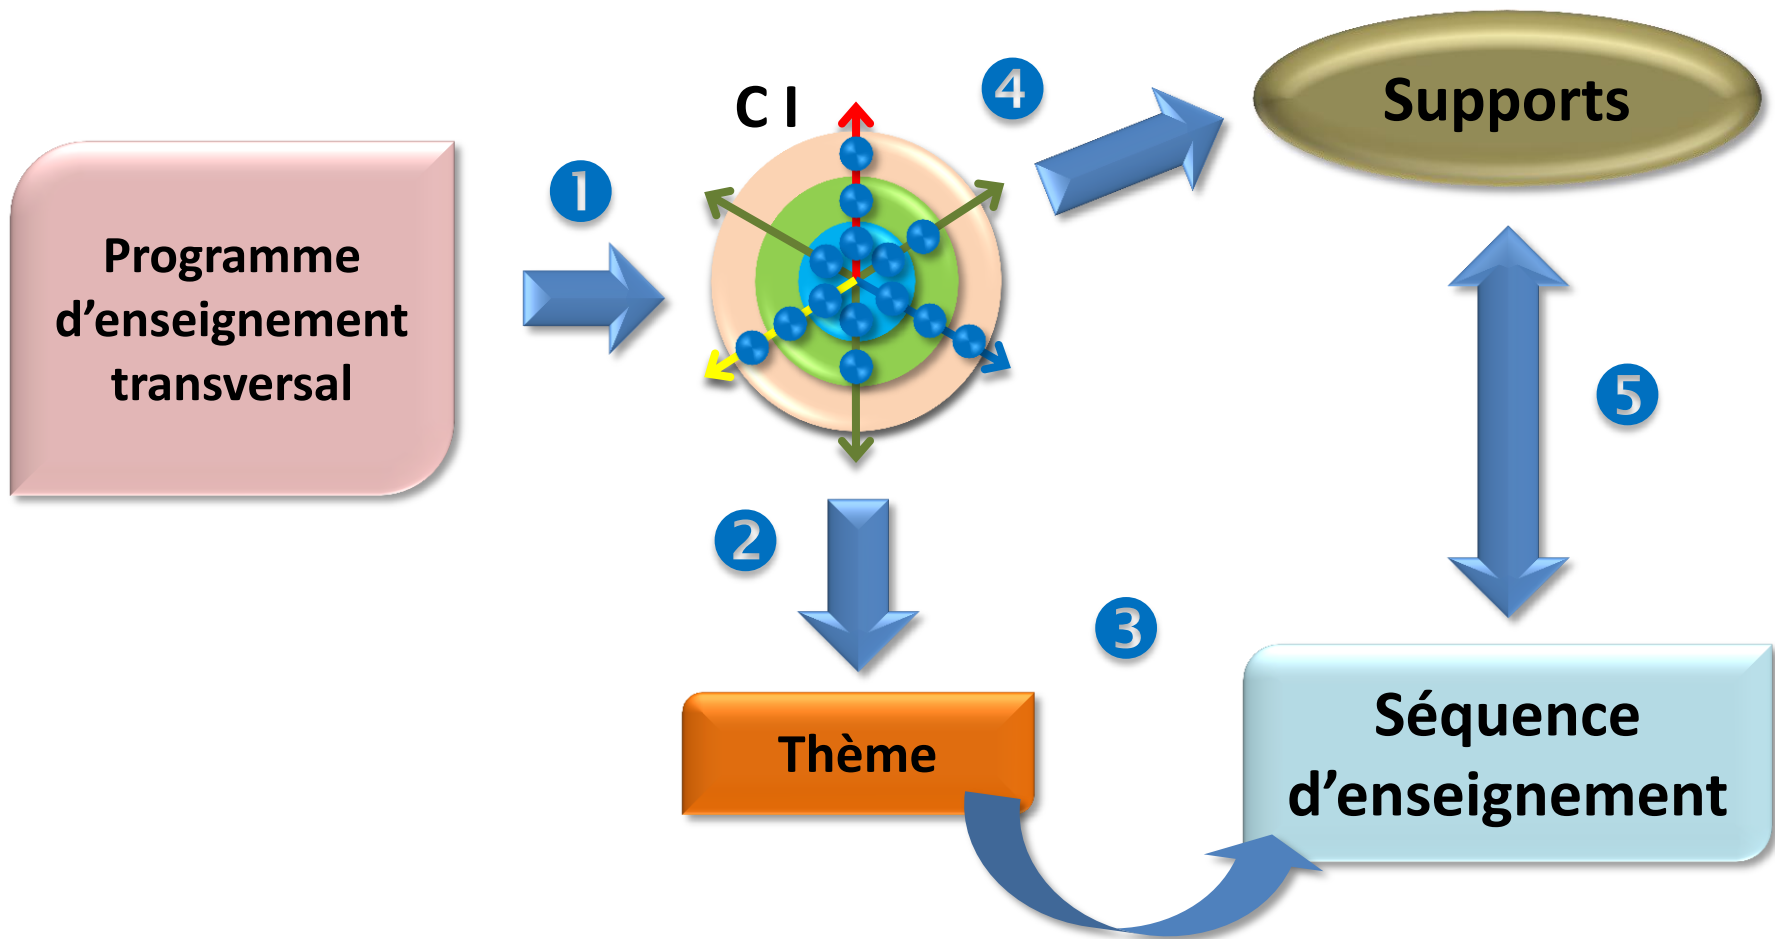 Programme
d’enseignement
transversal
1
C I
4
Supports
2
Thème
3
5
Séquence
d’enseignement